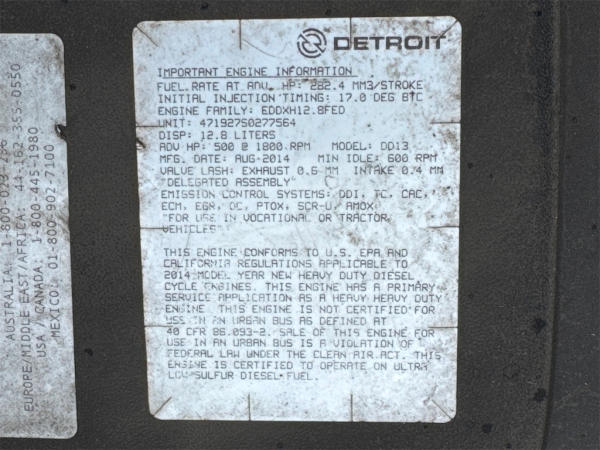 DETROIT
IMPORTANT ENGINE INFORMATION
FUEL RATE AT ADV. HP: 282.4 MM3/STROKE
INITIAL INJECTION TIMING: 17.0 DEG BTC
ENGINE FAMILY: EDDXH12.8FED
UNIT: 471927S0277564
DISP: 12.8 LITERS
ADV HP: 500 @ 1800 RPM MODEL: DD13
MFG. DATE: AUG 2014 MIN IDLE: 600 RPM
VALVE LASH: EXHAUST 0.6 MM INTAKE 0.4 MM
"DELEGATED ASSEMBLY"
EMISSION CONTROL SYSTEMS: DDI, TC, CAC,
ECM, EGR, OC, PTOX, SCR-U, AMOX
"FOR USE IN VOCATIONAL OR TRACTOR
VEHICLES"
THIS ENGINE CONFORMS TO U.S. EPA AND
CALIFORNIA REGULATIONS APPLICABLE TO
2014 MODEL YEAR NEW HEAVY DUTY DIESEL
CYCLE ENGINES. THIS ENGINE HAS A PRIMARY
SERVICE APPLICATION AS A HEAVY HEAVY DUTY
ENGINE. THIS ENGINE IS NOT CERTIFIED FOR
USE IN AN URBAN BUS AS DEFINED AT
40 CFR 86.093-2. SALE OF THIS ENGINE FOR
USE IN AN URBAN BUS IS A VIOLATION OF
FEDERAL LAW UNDER THE CLEAN AIR ACT. THIS
ENGINE IS CERTIFIED TO OPERATE ON ULTRA
LOW SULFUR DIESEL FUEL.
AUSTRALIA: 1-800-029-
EUROPE/MIDDLE EAST/AFRICA: 44-162-355-0550
USA, CANADA: 1-800-445-1980
MEXICO: 01-800-902-7100